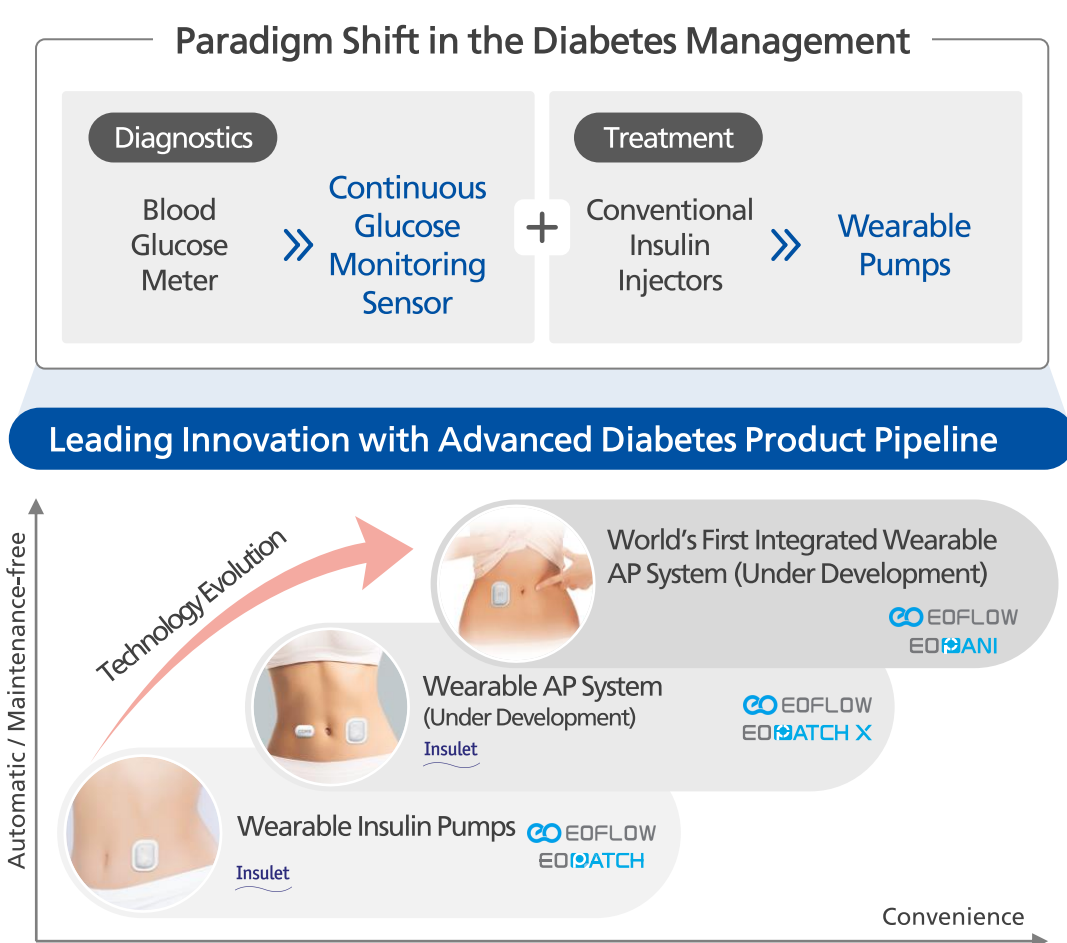 Paradigm Shift in the Diabetes Management
Diagnostics
Blood
Glucose
Meter
Continuous
Glucose
Monitoring
Sensor
+
Treatment
Conventional
Insulin
Injectors
Wearable
Pumps
Leading Innovation with Advanced Diabetes Product Pipeline
Automatic / Maintenance-free
Technology Evolution
World's First Integrated Wearable
AP System (Under Development)
EOFLOW
EOPANI
Wearable AP System
(Under Development)
Insulet
EOFLOW
EOPATCH X
Wearable Insulin Pumps
Insulet
EOFLOW
EOPATCH
Convenience